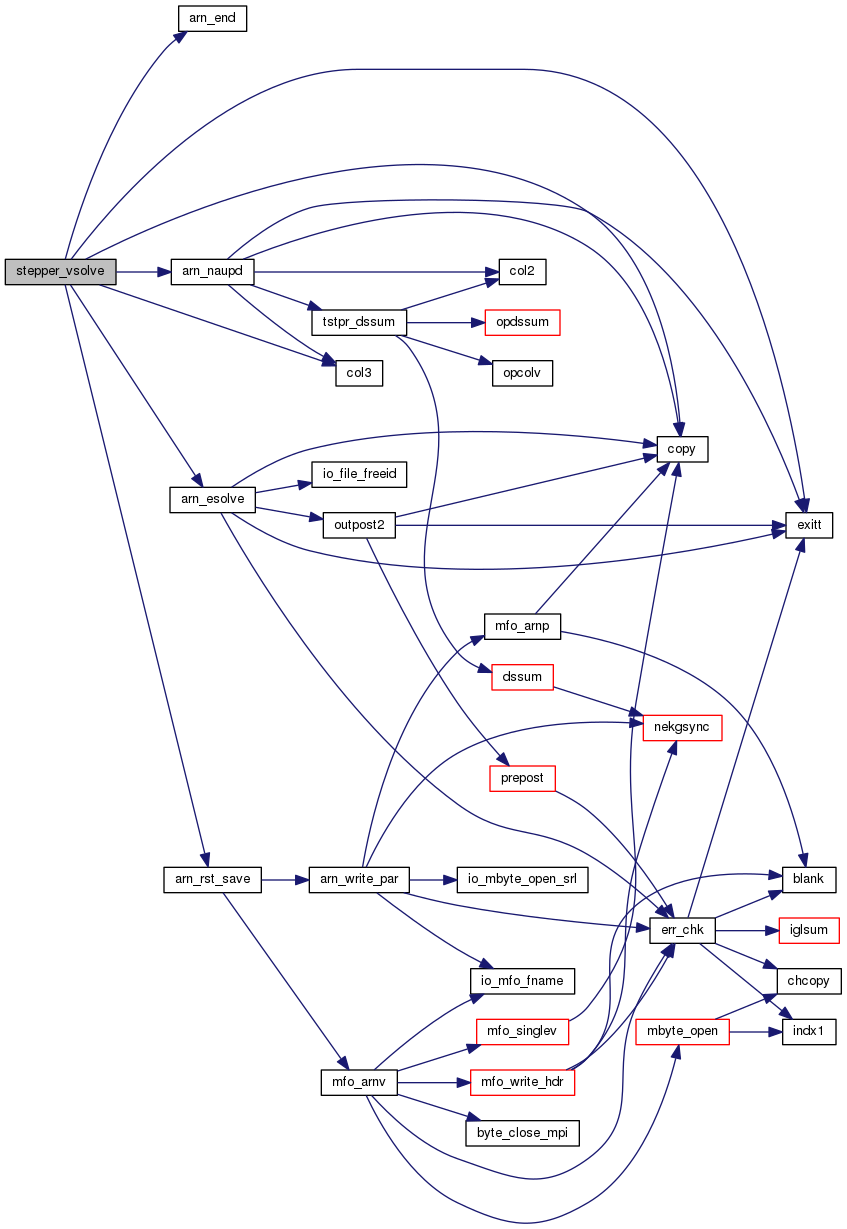 arn_end
stepper_vsolve
arn_naupd
col2
tstpr_dssum
opdssum
col3
opcolv
copy
io_file_freeid
arn_esolve
outpost2
exitt
mfo_arnp
dssum
nekgsync
prepost
arn_rst_save
arn_write_par
io_mbyte_open_srl
blank
err_chk
iglsum
io_mfo_fname
chcopy
mfo_singlev
mbyte_open
indx1
mfo_arnv
mfo_write_hdr
byte_close_mpi